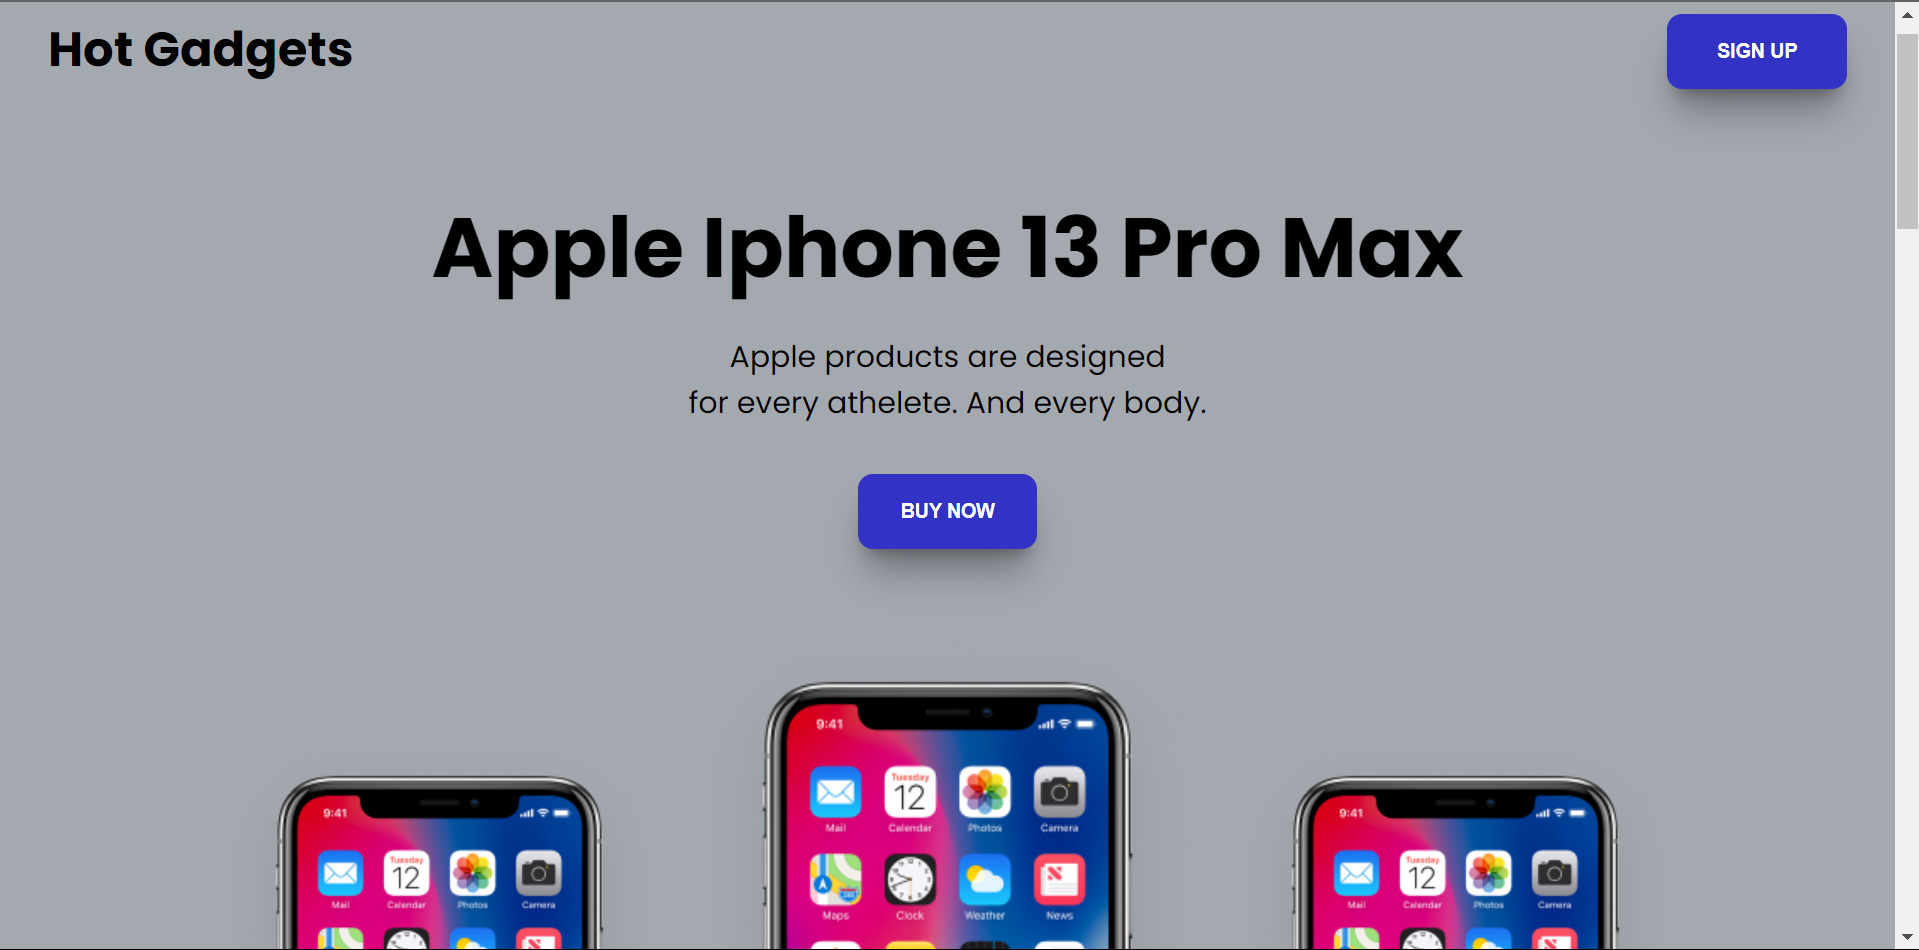 Hot Gadgets
SIGN UP
Apple Iphone 13 Pro Max
Apple products are designed
for every athelete. And every body.
BUY NOW
9:41
Tuesday
12
Mail Calendar Photos Camera
Maps Clock Weather News
9:41
Tuesday
12
Mail Calendar Photos Camera
9:41
Tuesday
12
Mail Calendar Photos Camera